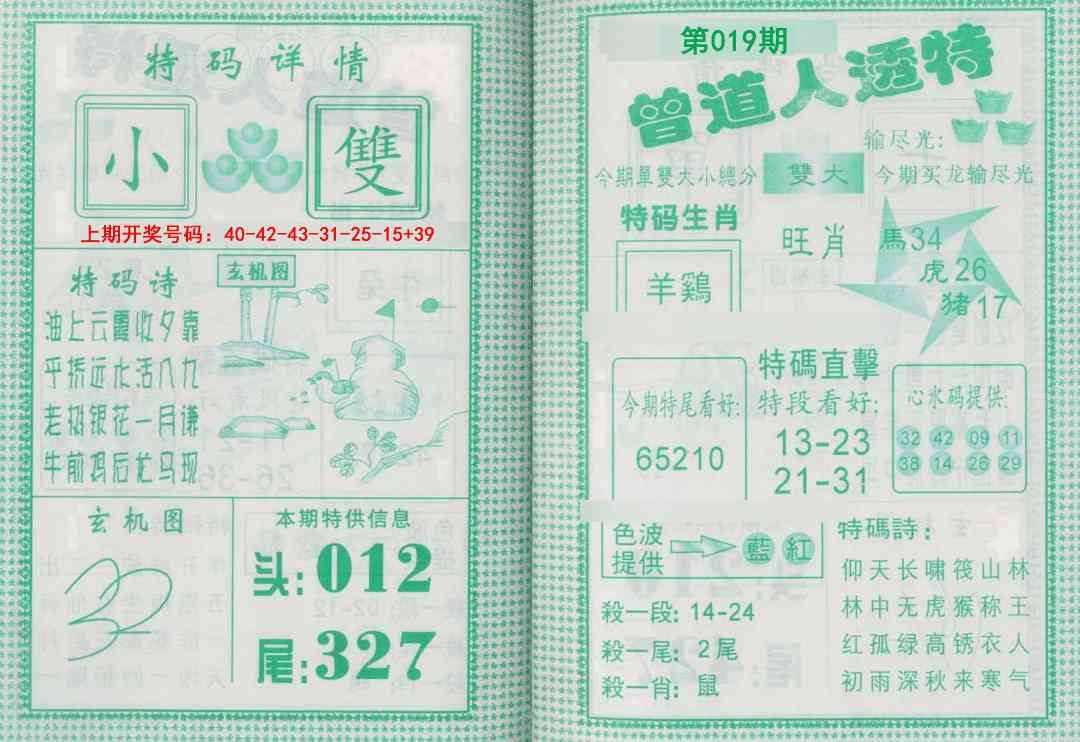 特码详情
小
雙
上期开奖号码：40-42-43-31-25-15+39
特码诗
油上云霞收夕靠
乎挢远水活八九
老奶银花一月谦
牛前鸡后龙马现
玄机图
玄机图
本期特供信息
头:012
尾:327
第019期
曾道人透特
输尽光:
今期單雙大小總分
雙大
今期买龙输尽光
特码生肖
羊鷄
旺肖
馬34
虎26
猪17
今期特尾看好:
65210
特碼直擊
特段看好:
13-23
21-31
心水码提供:
32 42 09 11
38 14 26 29
色波
提供
藍 紅
殺一段: 14-24
殺一尾: 2尾
殺一肖: 鼠
特碼詩:
仰天长啸筏山林
林中无虎猴称王
红孤绿高锈衣人
初雨深秋来寒气